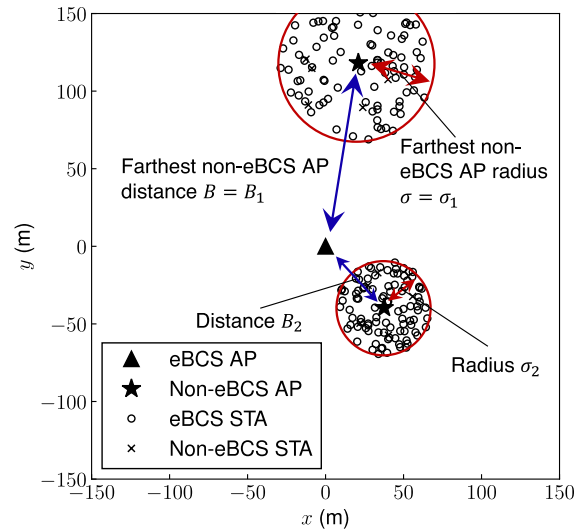 150
100
50
0
−50
−100
−150
y (m)
−150 −100 −50 0 50 100 150
x (m)
Farthest non-eBCS AP
distance B = B₁
Farthest non-
eBCS AP radius
σ = σ₁
Distance B₂
Radius σ₂
eBCS AP
Non-eBCS AP
eBCS STA
Non-eBCS STA